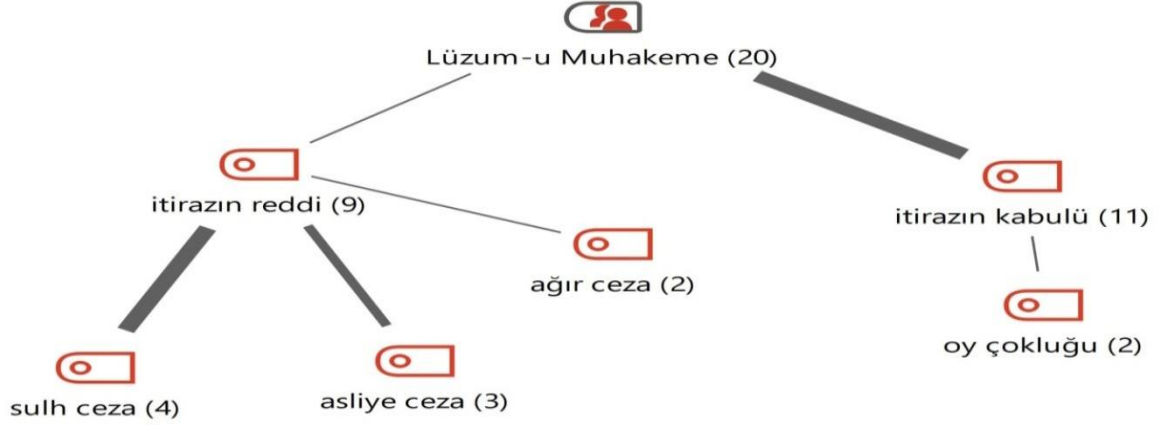 Lüzum-u Muhakeme (20)
itirazın reddi (9)
itirazın kabulü (11)
ağır ceza (2)
oy çokluğu (2)
sulh ceza (4)
asliye ceza (3)